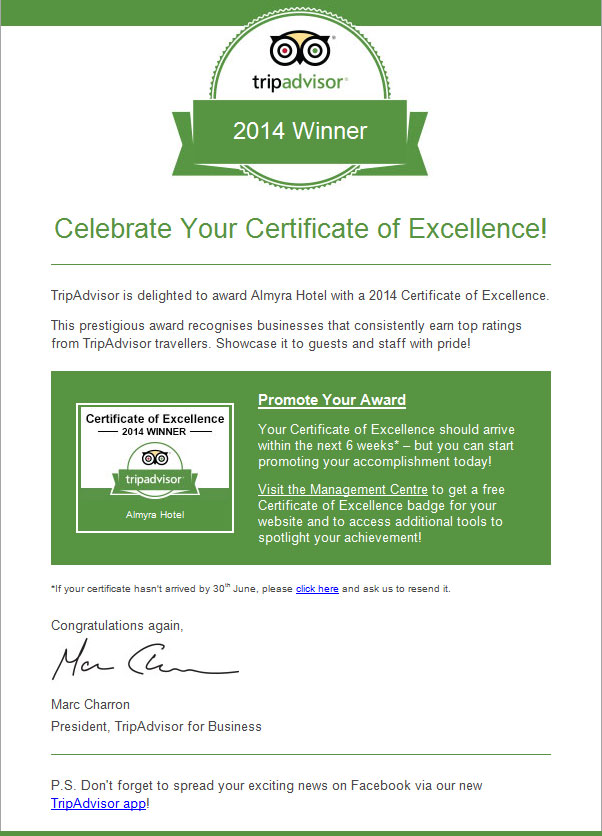 tripadvisor®
2014 Winner
Celebrate Your Certificate of Excellence!
TripAdvisor is delighted to award Almyra Hotel with a 2014 Certificate of Excellence.
This prestigious award recognises businesses that consistently earn top ratings
from TripAdvisor travellers. Showcase it to guests and staff with pride!
Certificate of Excellence
2014 WINNER
tripadvisor
Almyra Hotel
Promote Your Award
Your Certificate of Excellence should arrive
within the next 6 weeks* – but you can start
promoting your accomplishment today!
Visit the Management Centre to get a free
Certificate of Excellence badge for your
website and to access additional tools to
spotlight your achievement!
*If your certificate hasn't arrived by 30th June, please click here and ask us to resend it.
Congratulations again,
Marc Charron
President, TripAdvisor for Business
P.S. Don't forget to spread your exciting news on Facebook via our new
TripAdvisor app!